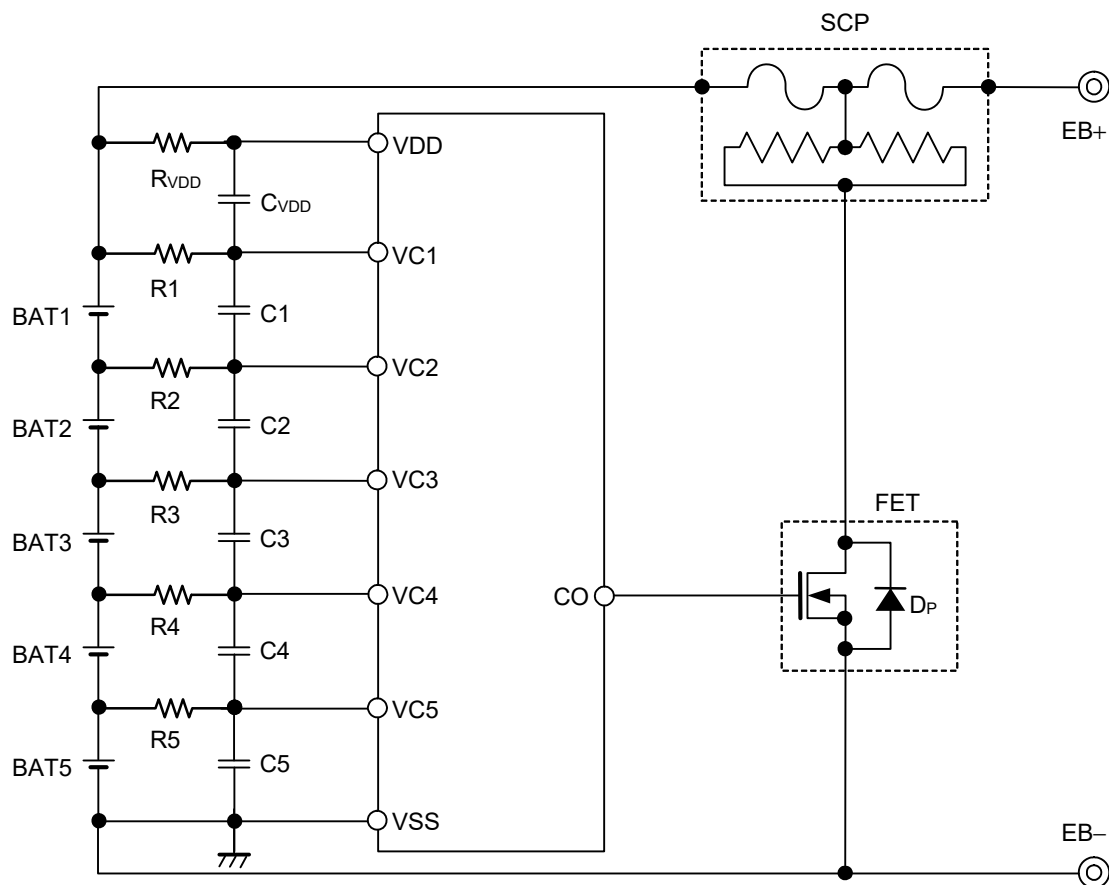 SCP
EB+
VDD
RVDD
CVDD
VC1
R1
BAT1
C1
VC2
R2
BAT2
C2
VC3
R3
FET
BAT3
C3
CO
VC4
DP
R4
BAT4
C4
VC5
R5
BAT5
C5
VSS
EB−